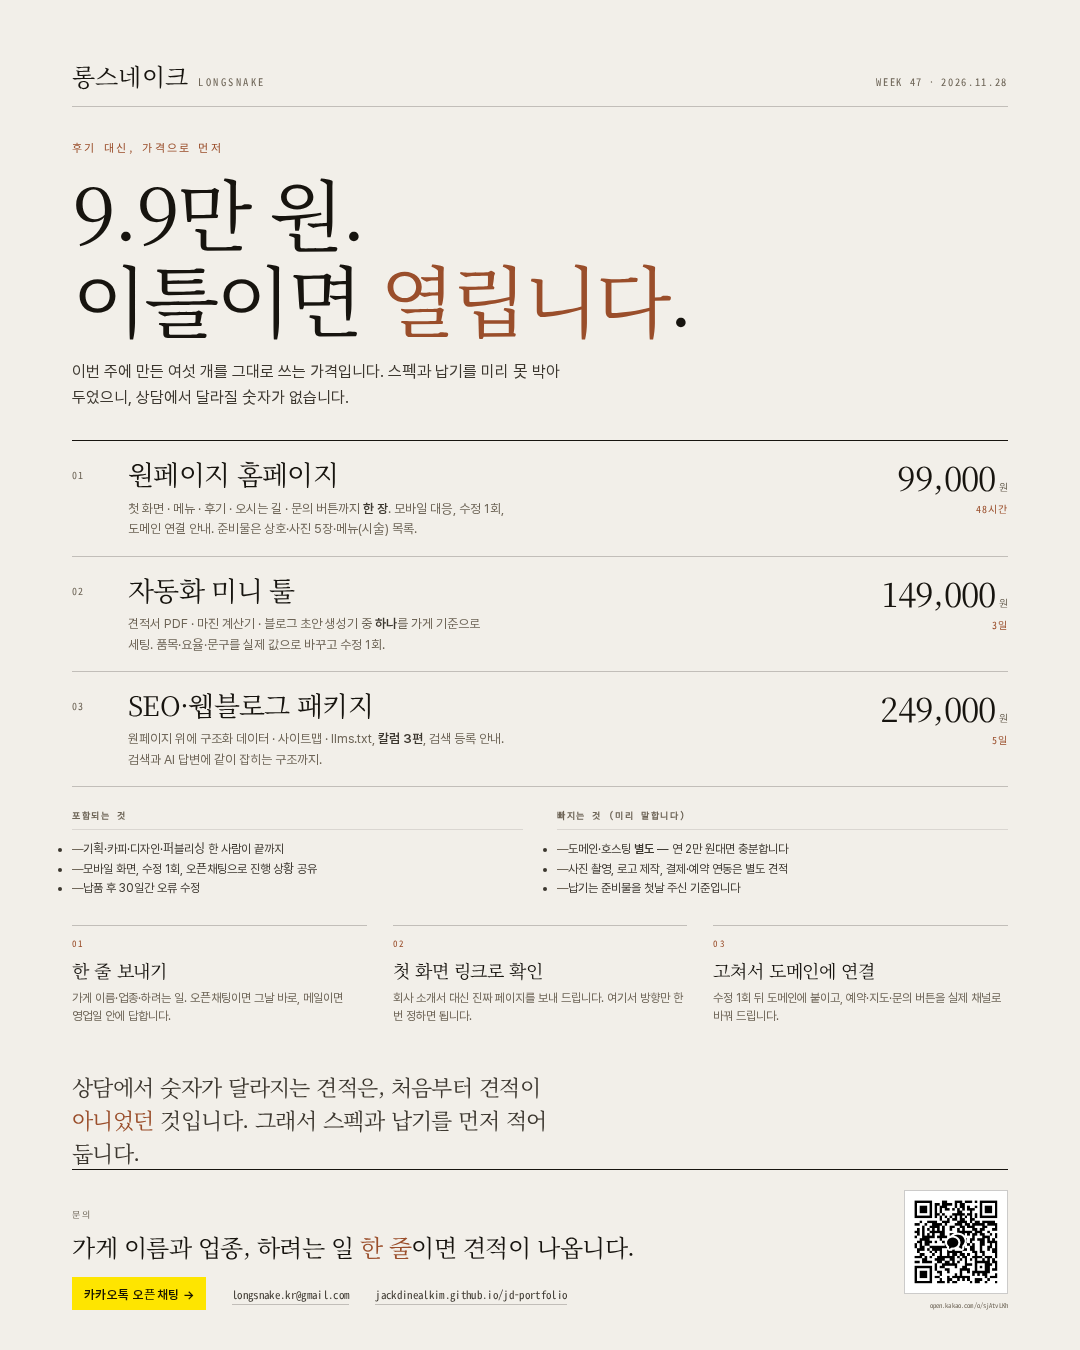 롱스네이크 LONGSNAKE
WEEK 47 · 2026.11.28
후기 대신, 가격으로 먼저
9.9만 원.
이틀이면 열립니다.
이번 주에 만든 여섯 개를 그대로 쓰는 가격입니다. 스펙과 납기를 미리 못 박아
두었으니, 상담에서 달라질 숫자가 없습니다.
01
원페이지 홈페이지
첫 화면 · 메뉴 · 후기 · 오시는 길 · 문의 버튼까지 한 장. 모바일 대응, 수정 1회,
도메인 연결 안내. 준비물은 상호·사진 5장·메뉴(시술) 목록.
99,000 원
48시간
02
자동화 미니 툴
견적서 PDF · 마진 계산기 · 블로그 초안 생성기 중 하나를 가게 기준으로
세팅. 품목·요율·문구를 실제 값으로 바꾸고 수정 1회.
149,000 원
3일
03
SEO·웹블로그 패키지
원페이지 위에 구조화 데이터 · 사이트맵 · llms.txt, 칼럼 3편, 검색 등록 안내.
검색과 AI 답변에 같이 잡히는 구조까지.
249,000 원
5일
포함되는 것
• —기획·카피·디자인·퍼블리싱 한 사람이 끝까지
• —모바일 화면, 수정 1회, 오픈채팅으로 진행 상황 공유
• —납품 후 30일간 오류 수정
빠지는 것 (미리 말합니다)
• —도메인·호스팅 별도 — 연 2만 원대면 충분합니다
• —사진 촬영, 로고 제작, 결제·예약 연동은 별도 견적
• —납기는 준비물을 첫날 주신 기준입니다
01
한 줄 보내기
가게 이름·업종·하려는 일. 오픈채팅이면 그날 바로, 메일이면
영업일 안에 답합니다.
02
첫 화면 링크로 확인
회사 소개서 대신 진짜 페이지를 보내 드립니다. 여기서 방향만 한
번 정하면 됩니다.
03
고쳐서 도메인에 연결
수정 1회 뒤 도메인에 붙이고, 예약·지도·문의 버튼을 실제 채널로
바꿔 드립니다.
상담에서 숫자가 달라지는 견적은, 처음부터 견적이
아니었던 것입니다. 그래서 스펙과 납기를 먼저 적어
둡니다.
문의
가게 이름과 업종, 하려는 일 한 줄이면 견적이 나옵니다.
카카오톡 오픈채팅 →
longsnake.kr@gmail.com
jackdinealkim.github.io/jd-portfolio
open.kakao.com/o/sjAtvLKh